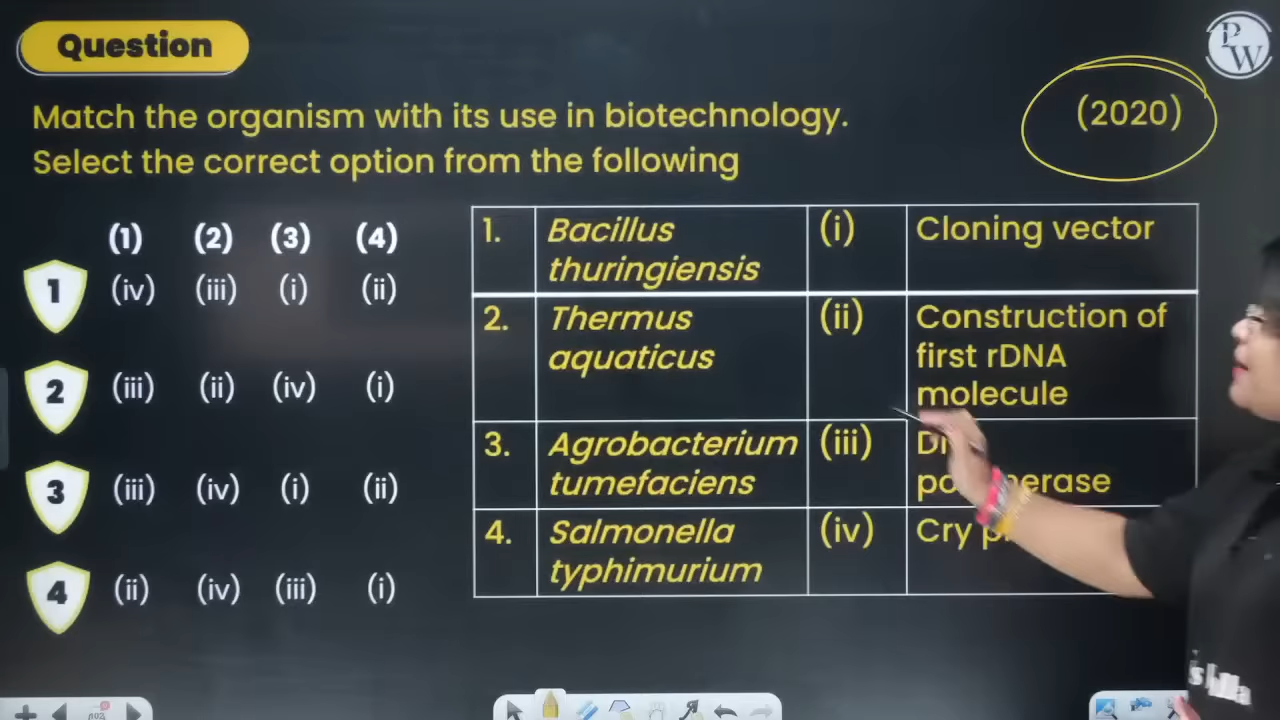 Question
PW
(2020)
Match the organism with its use in biotechnology.
Select the correct option from the following
(1) (2) (3) (4)
1 (iv) (iii) (i) (ii)
2 (iii) (ii) (iv) (i)
3 (iii) (iv) (i) (ii)
4 (ii) (iv) (iii) (i)
1. Bacillus (i) Cloning vector
thuringiensis
2. Thermus (ii) Construction of
aquaticus first rDNA
molecule
3. Agrobacterium (iii)
tumefaciens
4. Salmonella (iv) Cry
typhimurium